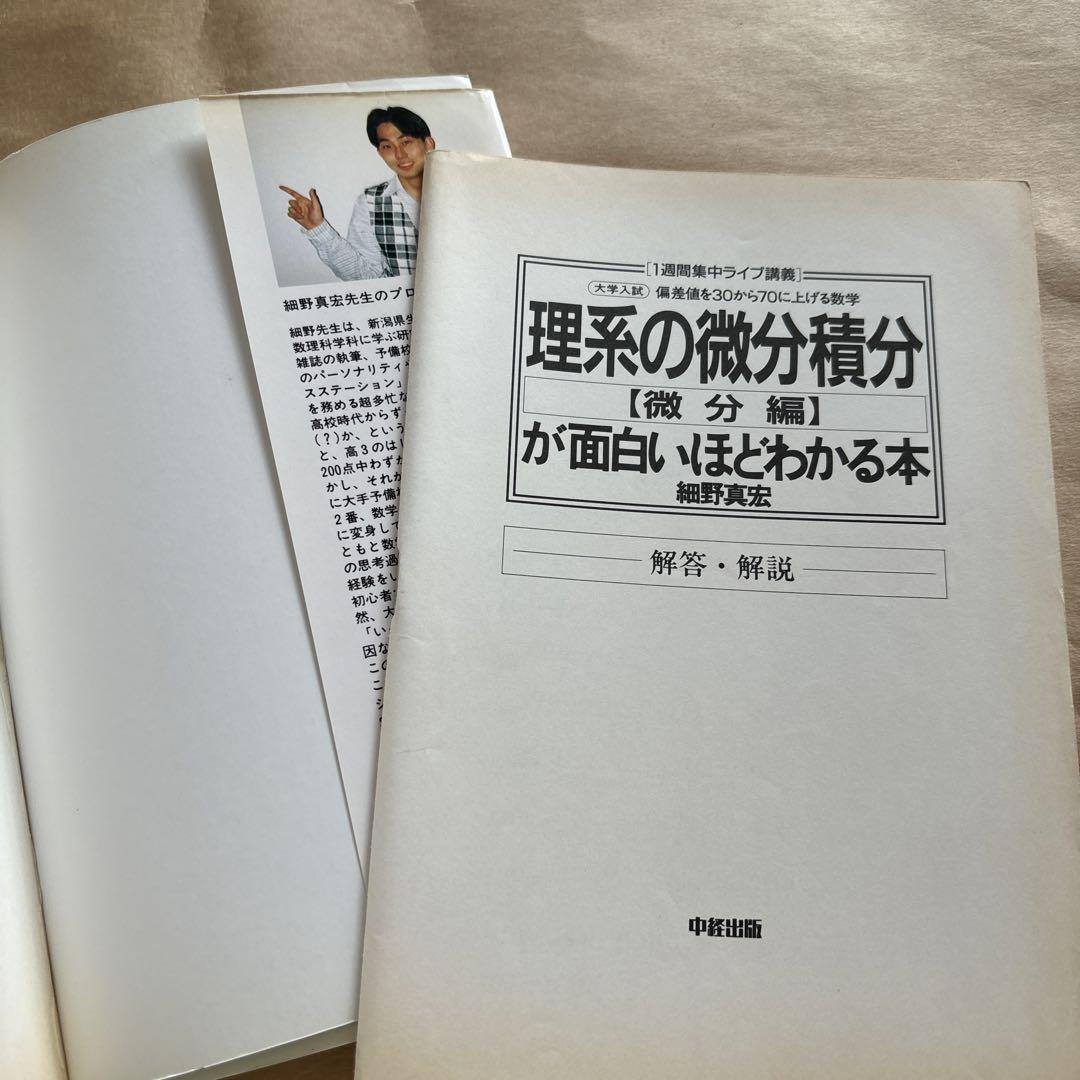 細野真宏先生のプロ
細野先生は、新潟県生
数理科学科に学ぶ研
雑誌の執筆、予備校
のパーソナリティ
スステーション」
を務める超多忙な
高校時代からず
(?)か、という
と、高3のはじ
200点中わずか
かし、それか
に大手予備校
2番、数学
に変身して
ともと数学
の思考過
経験をい
初心者
然、大
「いっ
因な
この
こ
[1週間集中ライブ講義]
大学入試 偏差値を30から70に上げる数学
理系の微分積分
【微分編】
が面白いほどわかる本
細野真宏
解答・解説
中経出版